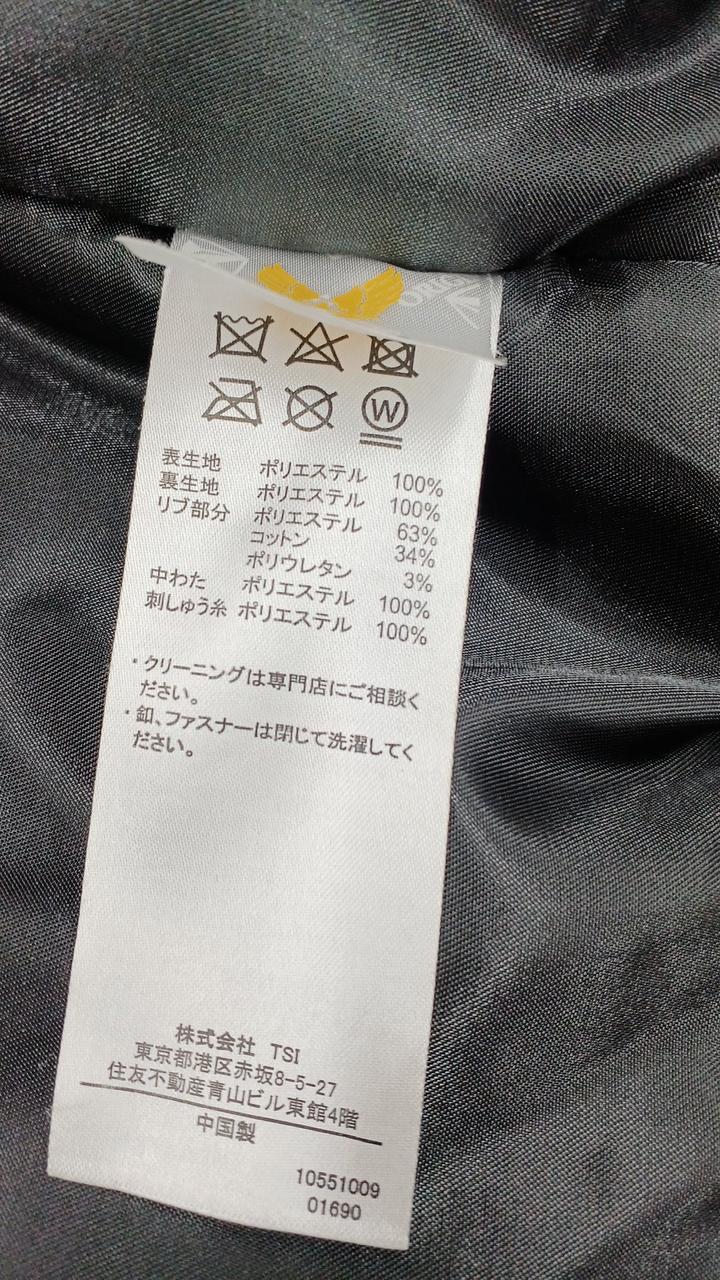 W
表生地 ポリエステル 100%
裏生地 ポリエステル 100%
リブ部分 ポリエステル 63%
コットン 34%
ポリウレタン 3%
中わた ポリエステル 100%
刺しゅう糸 ポリエステル 100%
・クリーニングは専門店にご相談く
ださい。
・釦、ファスナーは閉じて洗濯してく
ださい。
株式会社 TSI
東京都港区赤坂8-5-27
住友不動産青山ビル東館4階
中国製
10551009
01690